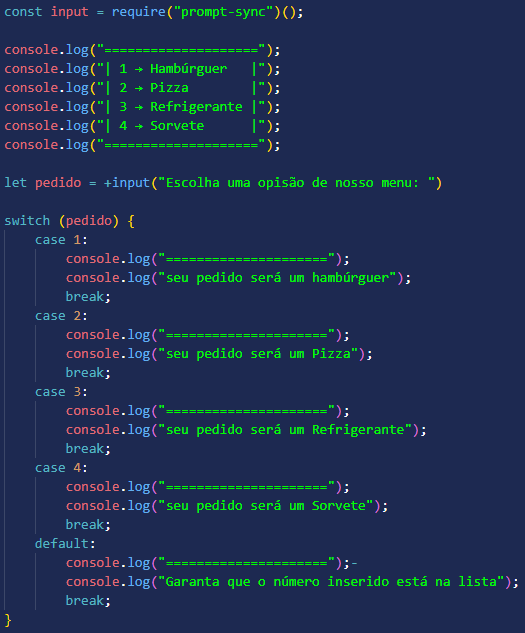 const input = require("prompt-sync")();

console.log("====================");
console.log("| 1 → Hambúrguer   |");
console.log("| 2 → Pizza        |");
console.log("| 3 → Refrigerante |");
console.log("| 4 → Sorvete      |");
console.log("====================");

let pedido = +input("Escolha uma opisão de nosso menu: ")

switch (pedido) {
    case 1:
        console.log("=====================");
        console.log("seu pedido será um hambúrguer");
        break;
    case 2:
        console.log("=====================");
        console.log("seu pedido será um Pizza");
        break;
    case 3:
        console.log("=====================");
        console.log("seu pedido será um Refrigerante");
        break;
    case 4:
        console.log("=====================");
        console.log("seu pedido será um Sorvete");
        break;
    default:
        console.log("=====================");-
        console.log("Garanta que o número inserido está na lista");
        break;
}